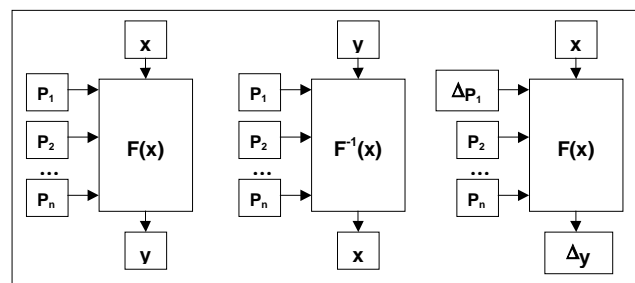 x y x
P1 P1 ΔP1
P2 F(x) P2 F-1(x) P2 F(x)
... ... ...
Pn Pn Pn
y x Δy